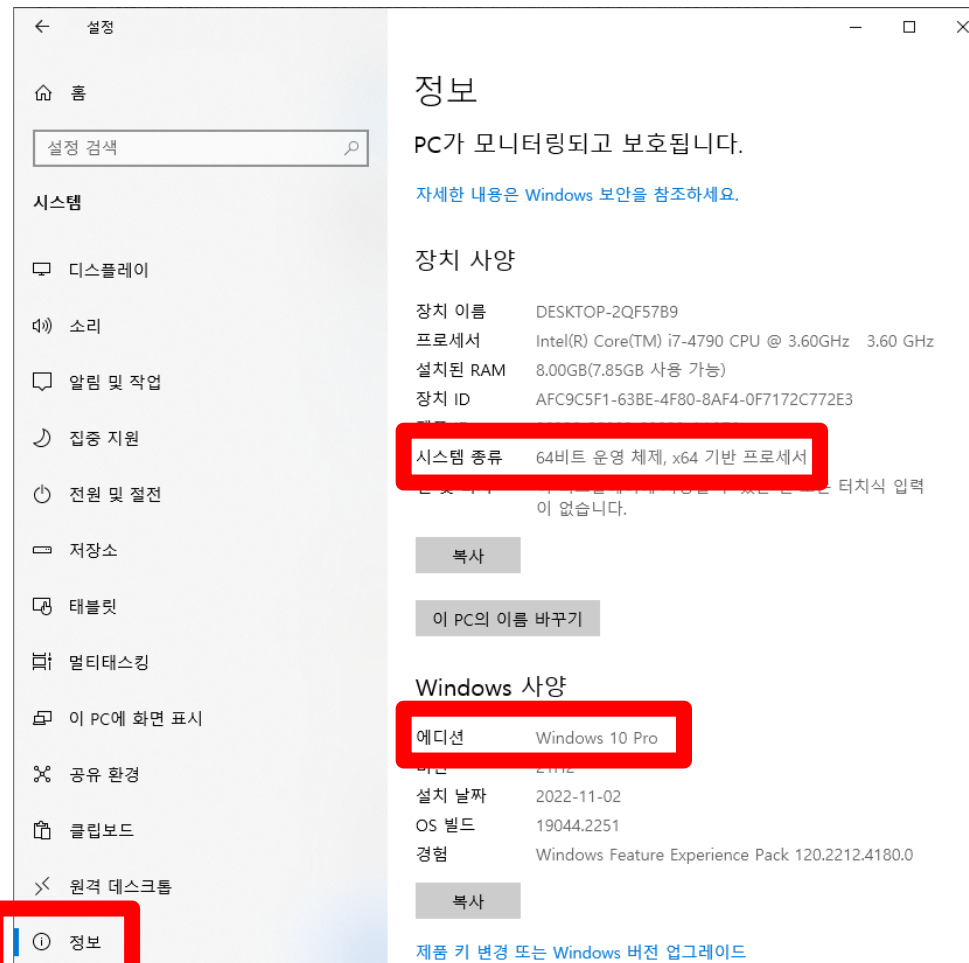 설정
홈
설정 검색
시스템
디스플레이
소리
알림 및 작업
집중 지원
전원 및 절전
저장소
태블릿
멀티태스킹
이 PC에 화면 표시
공유 환경
클립보드
원격 데스크톱
정보
정보
PC가 모니터링되고 보호됩니다.
자세한 내용은 Windows 보안을 참조하세요.
장치 사양
장치 이름 DESKTOP-2QF57B9
프로세서 Intel(R) Core(TM) i7-4790 CPU @ 3.60GHz 3.60 GHz
설치된 RAM 8.00GB(7.85GB 사용 가능)
장치 ID AFC9C5F1-63BE-4F80-8AF4-0F7172C772E3
시스템 종류 64비트 운영 체제, x64 기반 프로세서
터치식 입력
이 없습니다.
복사
이 PC의 이름 바꾸기
Windows 사양
에디션 Windows 10 Pro
설치 날짜 2022-11-02
OS 빌드 19044.2251
경험 Windows Feature Experience Pack 120.2212.4180.0
복사
제품 키 변경 또는 Windows 버전 업그레이드